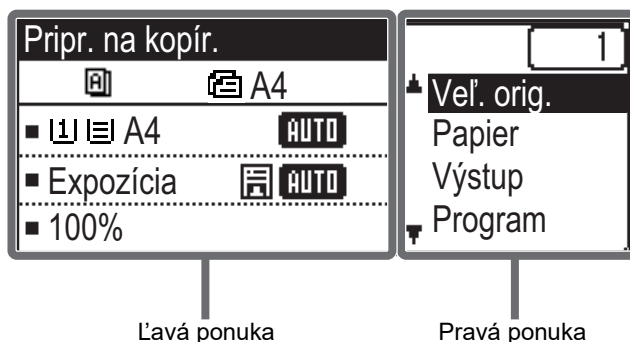 Pripr. na kopír.
A A4
1 A4 AUTO
Expozícia AUTO
100%
1
Veľ. orig.
Papier
Výstup
Program
Ľavá ponuka
Pravá ponuka